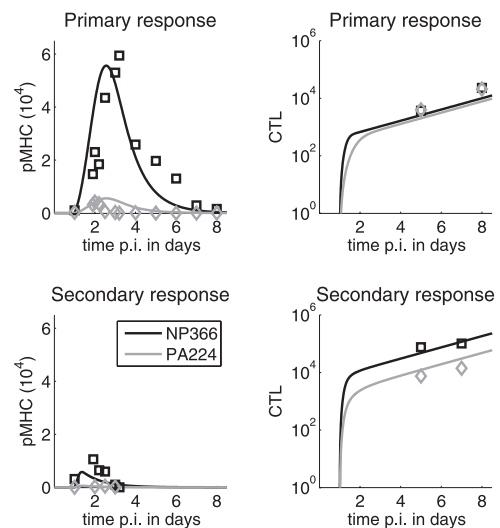 Primary response
Primary response
pMHC (10⁴)
6
4
2
0
2 4 6 8
time p.i. in days
CTL
10⁶
10⁴
10²
10⁰
0 2 4 6 8
time p.i. in days
Secondary response
Secondary response
pMHC (10⁴)
6
4
2
0
NP366
PA224
2 4 6 8
time p.i. in days
CTL
10⁶
10⁴
10²
10⁰
0 2 4 6 8
time p.i. in days